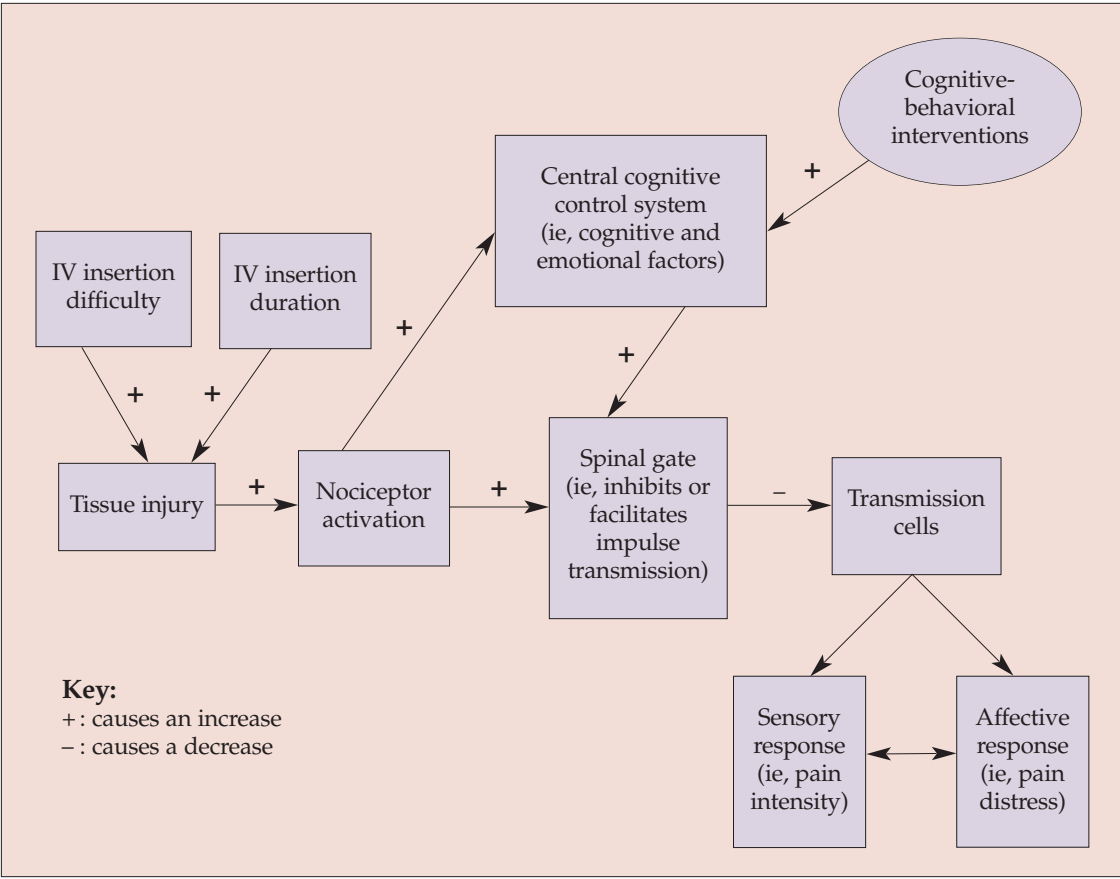 Cognitive-
behavioral
interventions
+
Central cognitive
control system
(ie, cognitive and
emotional factors)
IV insertion
difficulty
IV insertion
duration
+
+
+
+
Tissue injury
+
Nociceptor
activation
+
Spinal gate
(ie, inhibits or
facilitates
impulse
transmission)
–
Transmission
cells
Key:
+ : causes an increase
– : causes a decrease
Sensory
response
(ie, pain
intensity)
Affective
response
(ie, pain
distress)